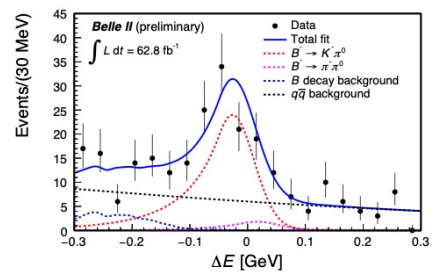 Belle II (preliminary)
∫ L dt = 62.8 fb⁻¹
Data
Total fit
B⁻ → K⁻π⁰
B⁻ → π⁻π⁰
B decay background
qq̄ background
Events/(30 MeV)
45
40
35
30
25
20
15
10
5
0
-0.3 -0.2 -0.1 0 0.1 0.2 0.3
ΔE [GeV]